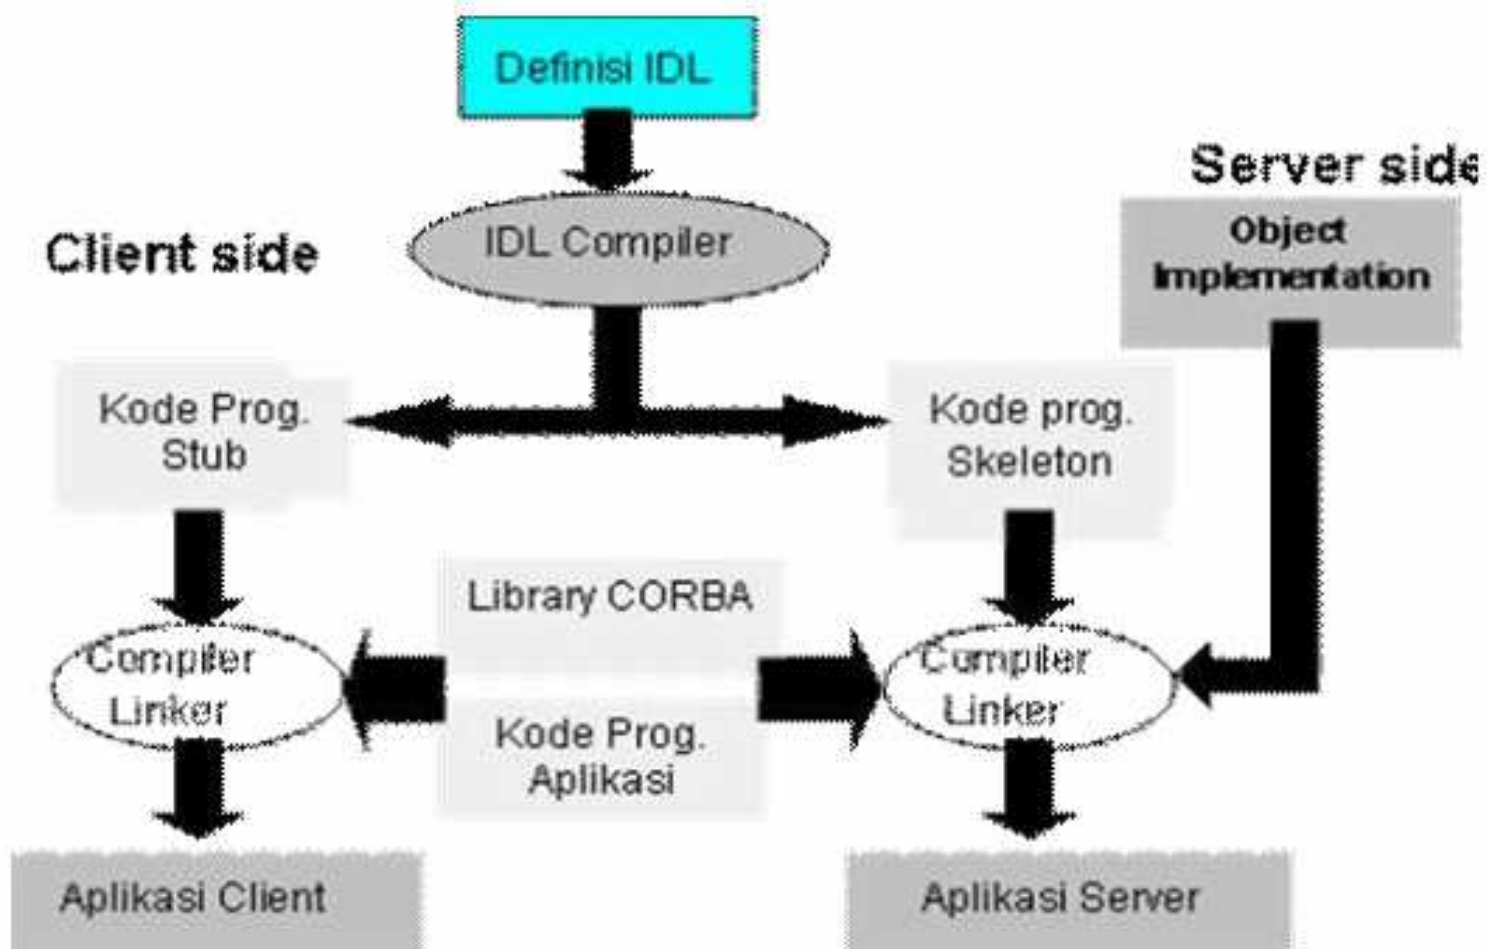 Definisi IDL
Server side
Client side
IDL Compiler
Object
Implementation
Kode Prog.
Stub
Kode prog.
Skeleton
Library CORBA
Compiler
Linker
Compiler
Linker
Kode Prog.
Aplikasi
Aplikasi Client
Aplikasi Server